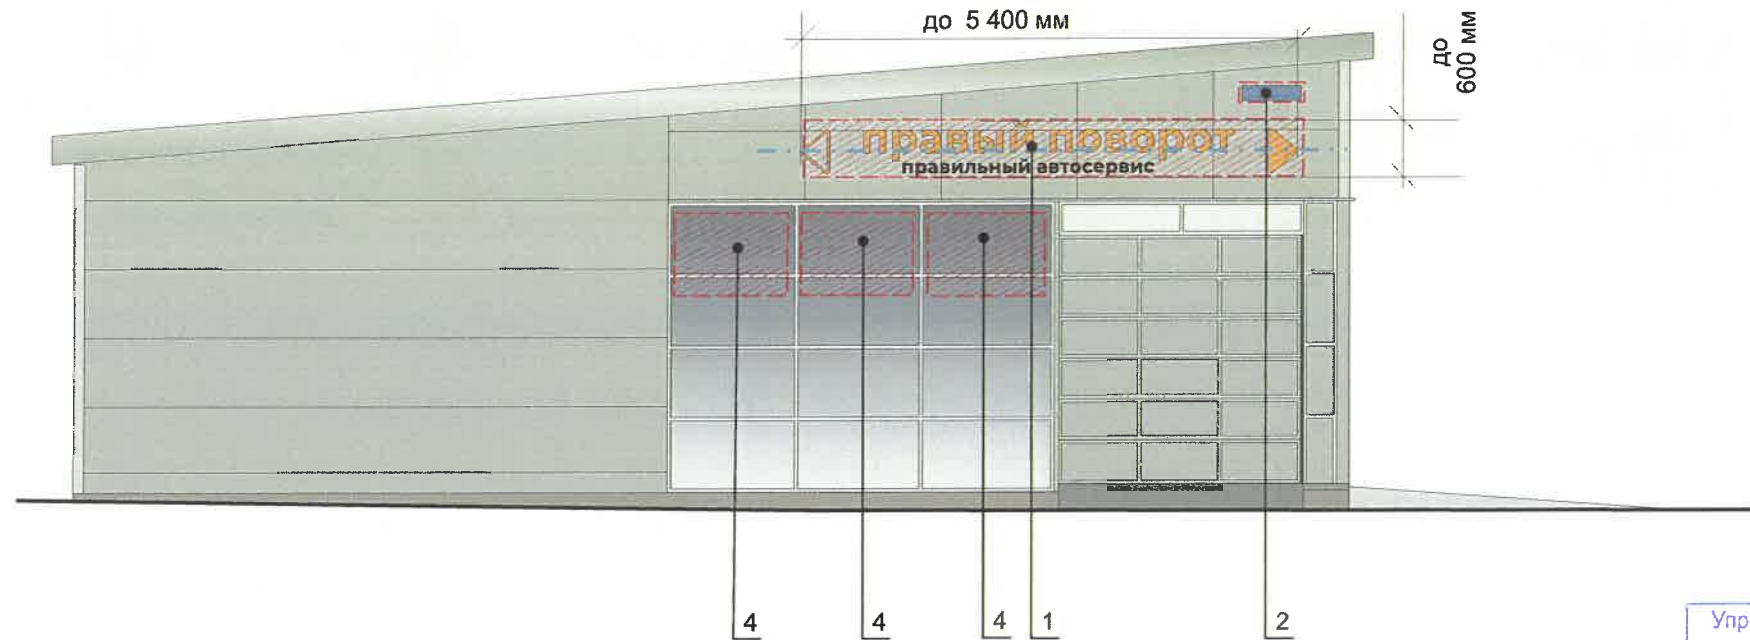 до 5 400 мм
до
600 мм
правый поворот
правильный автосервис
4
4
4
1
2
Упр